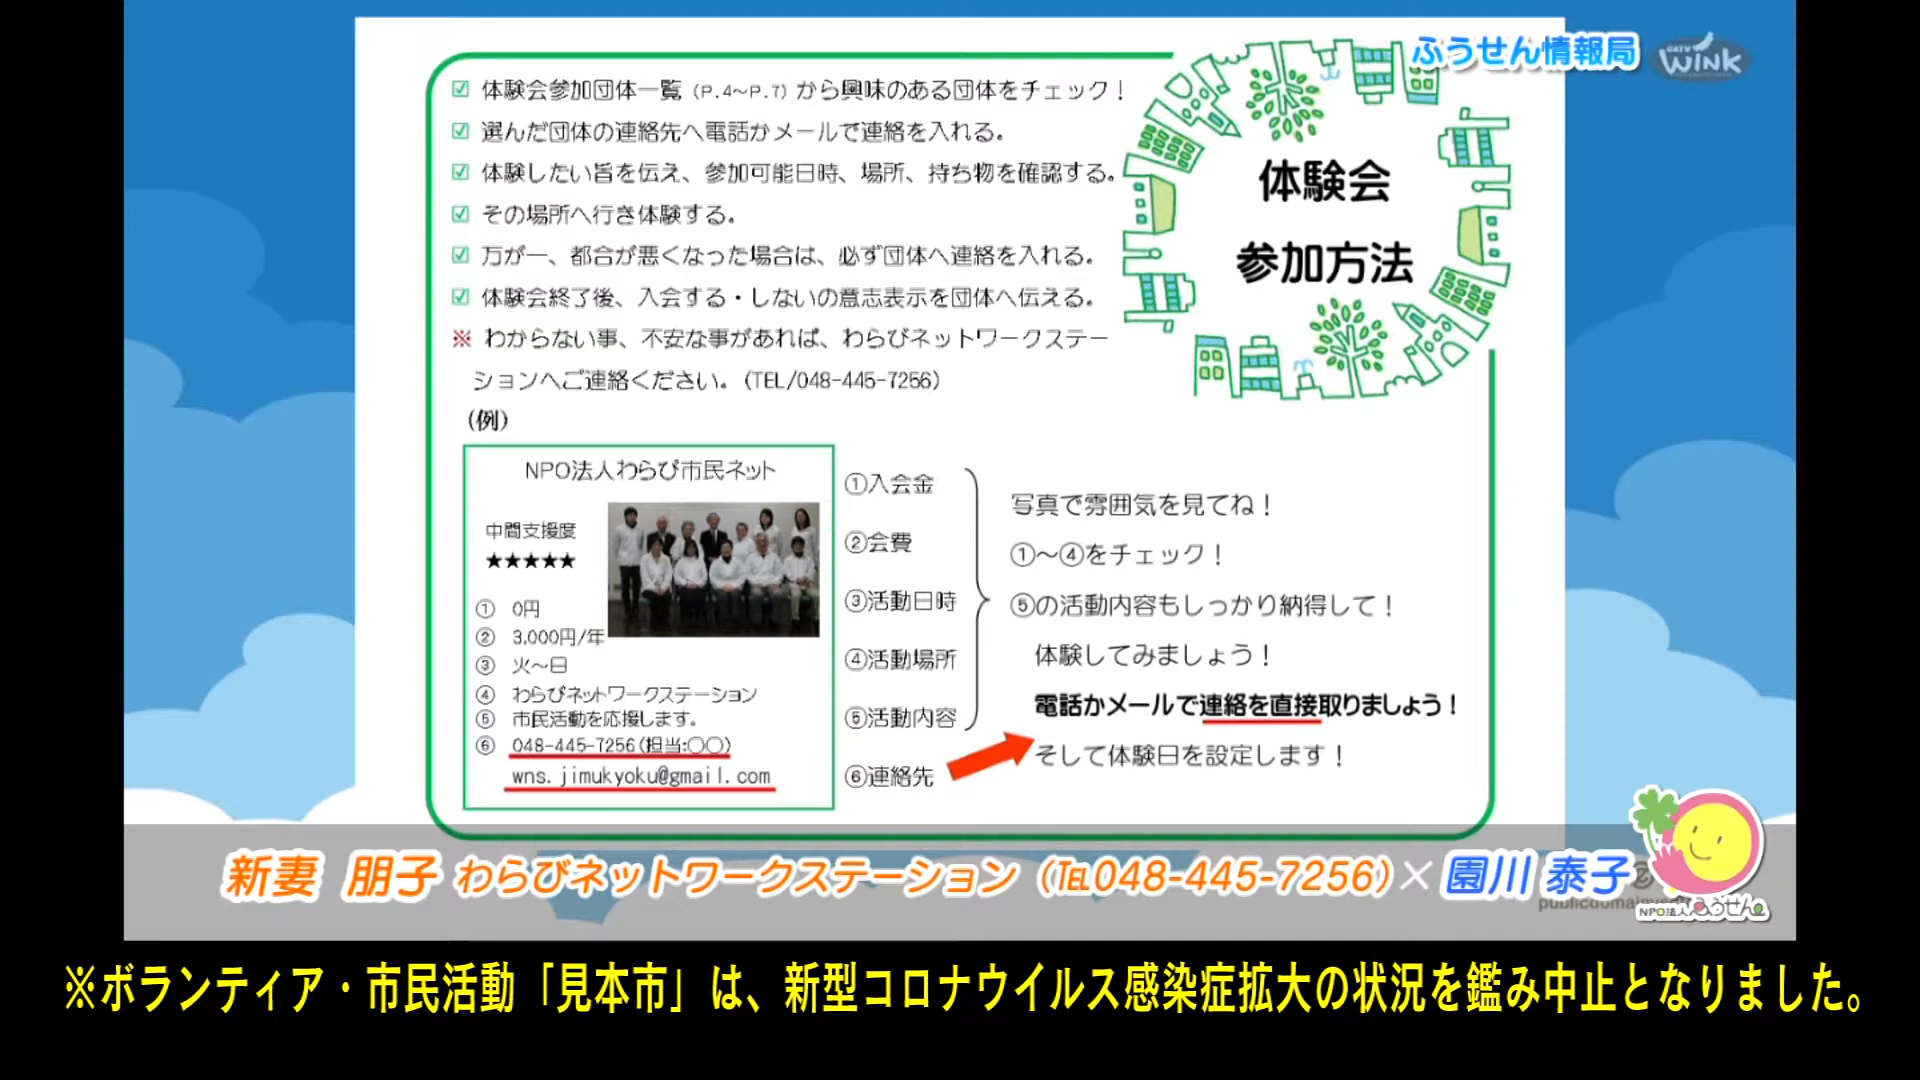 ふうせん情報局
CATV WINK
体験会
参加方法
☑ 体験会参加団体一覧（P.4～P.7）から興味のある団体をチェック！
☑ 選んだ団体の連絡先へ電話かメールで連絡を入れる。
☑ 体験したい旨を伝え、参加可能日時、場所、持ち物を確認する。
☑ その場所へ行き体験する。
☑ 万が一、都合が悪くなった場合は、必ず団体へ連絡を入れる。
☑ 体験会終了後、入会する・しないの意志表示を団体へ伝える。
※ わからない事、不安な事があれば、わらびネットワークステー
ションへご連絡ください。（TEL/048-445-7256）
（例）
NPO法人わらび市民ネット
中間支援度
★★★★★
① 0円
② 3,000円/年
③ 火～日
④ わらびネットワークステーション
⑤ 市民活動を応援します。
⑥ 048-445-7256（担当:〇〇）
wns.jimukyoku@gmail.com
①入会金
②会費
③活動日時
④活動場所
⑤活動内容
⑥連絡先
写真で雰囲気を見てね！
①～④をチェック！
⑤の活動内容もしっかり納得して！
体験してみましょう！
電話かメールで連絡を直接取りましょう！
そして体験日を設定します！
新妻 朋子 わらびネットワークステーション（℡048-445-7256）×園川 泰子
NPO法人ふうせん
※ボランティア・市民活動「見本市」は、新型コロナウイルス感染症拡大の状況を鑑み中止となりました。